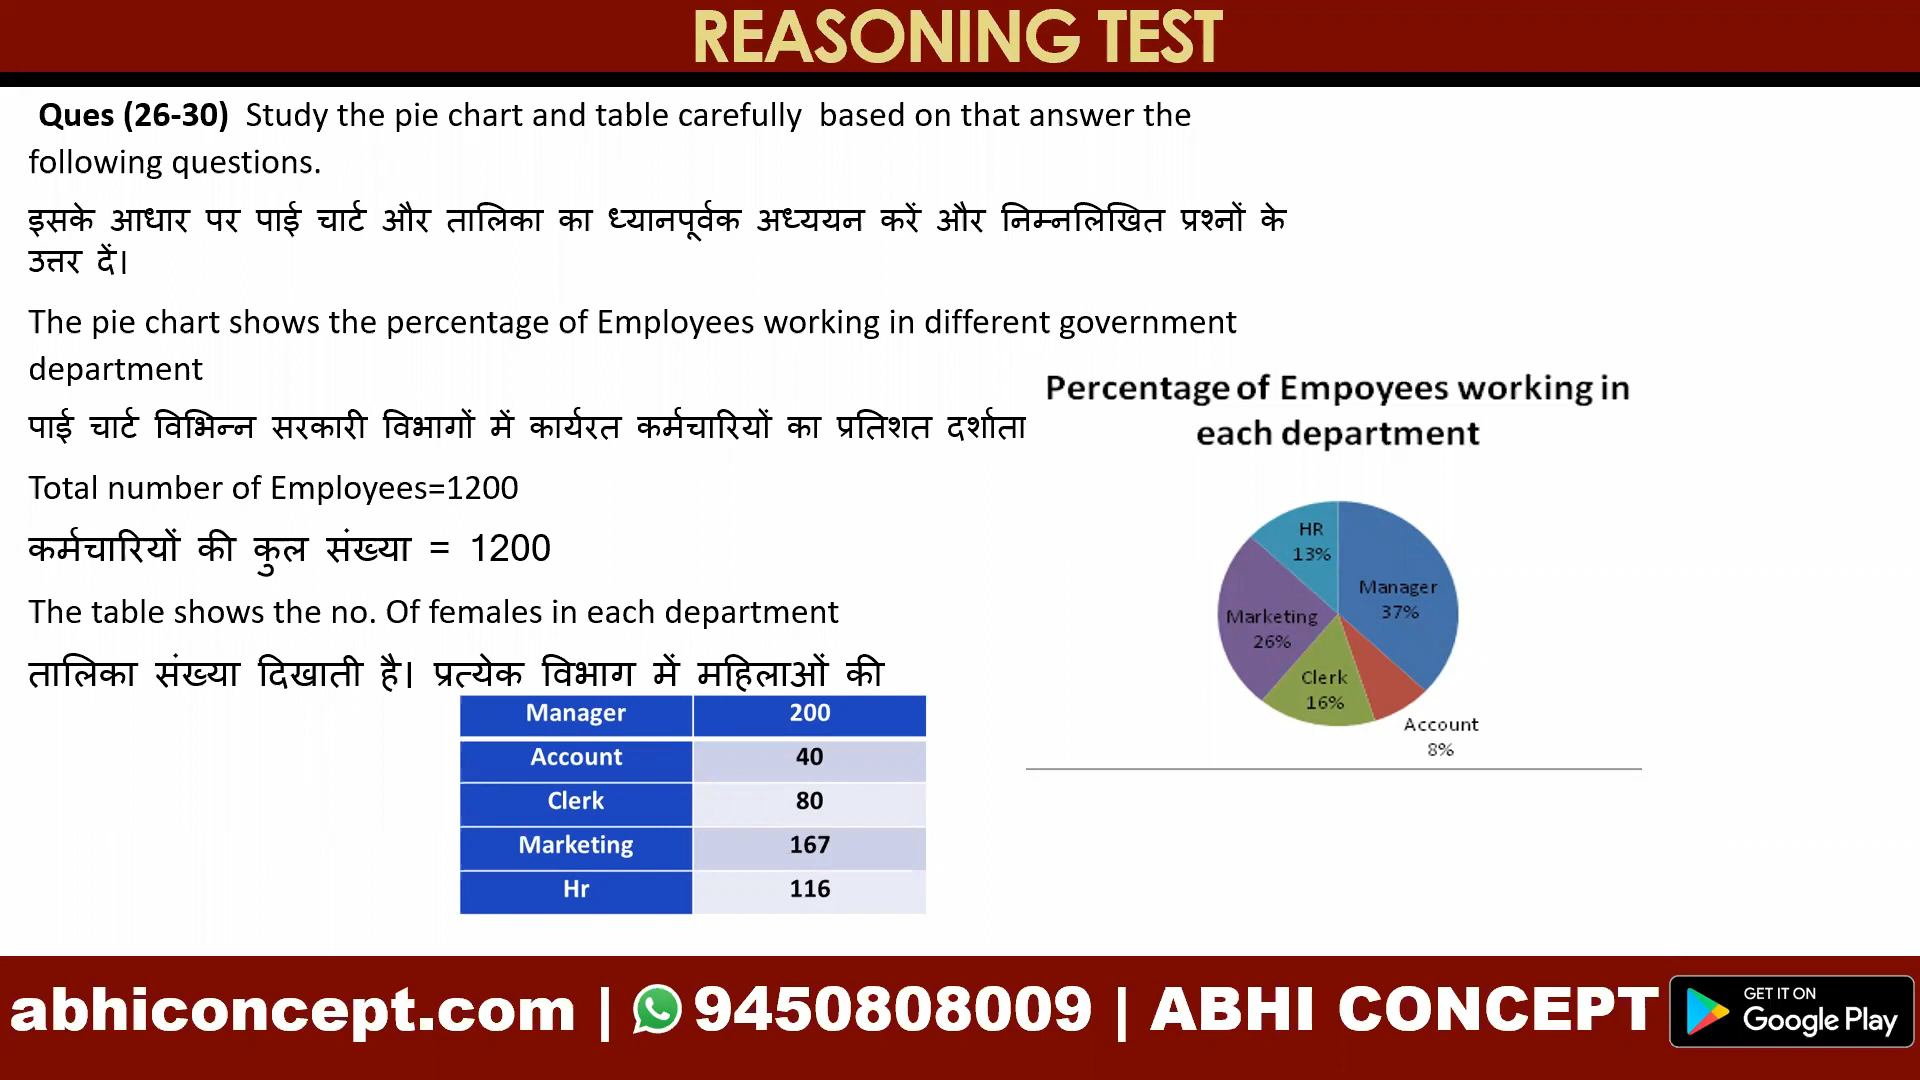 REASONING TEST
Ques (26-30) Study the pie chart and table carefully based on that answer the
following questions.
इसके आधार पर पाई चार्ट और तालिका का ध्यानपूर्वक अध्ययन करें और निम्नलिखित प्रश्नों के
उत्तर दें।
The pie chart shows the percentage of Employees working in different government
department
पाई चार्ट विभिन्न सरकारी विभागों में कार्यरत कर्मचारियों का प्रतिशत दर्शाता
Total number of Employees=1200
कर्मचारियों की कुल संख्या = 1200
The table shows the no. Of females in each department
तालिका संख्या दिखाती है। प्रत्येक विभाग में महिलाओं की
Manager 200
Account 40
Clerk 80
Marketing 167
Hr 116
Percentage of Empoyees working in
each department
HR
13%
Manager
37%
Marketing
26%
Clerk
16%
Account
8%
abhiconcept.com | 9450808009 | ABHI CONCEPT
GET IT ON
Google Play